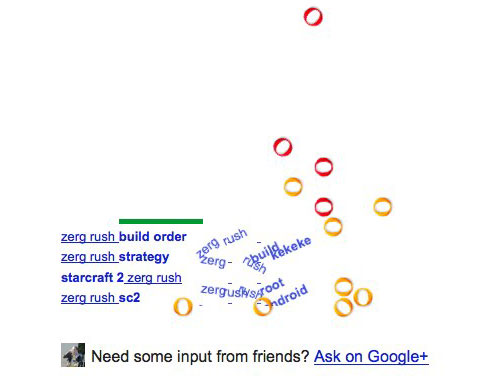 zerg rush build order
zerg rush strategy
starcraft 2 zerg rush
zerg rush sc2
zerg rush
build
kekeke
zerg rush
root
zerg rush
ndroid
Need some input from friends? Ask on Google+